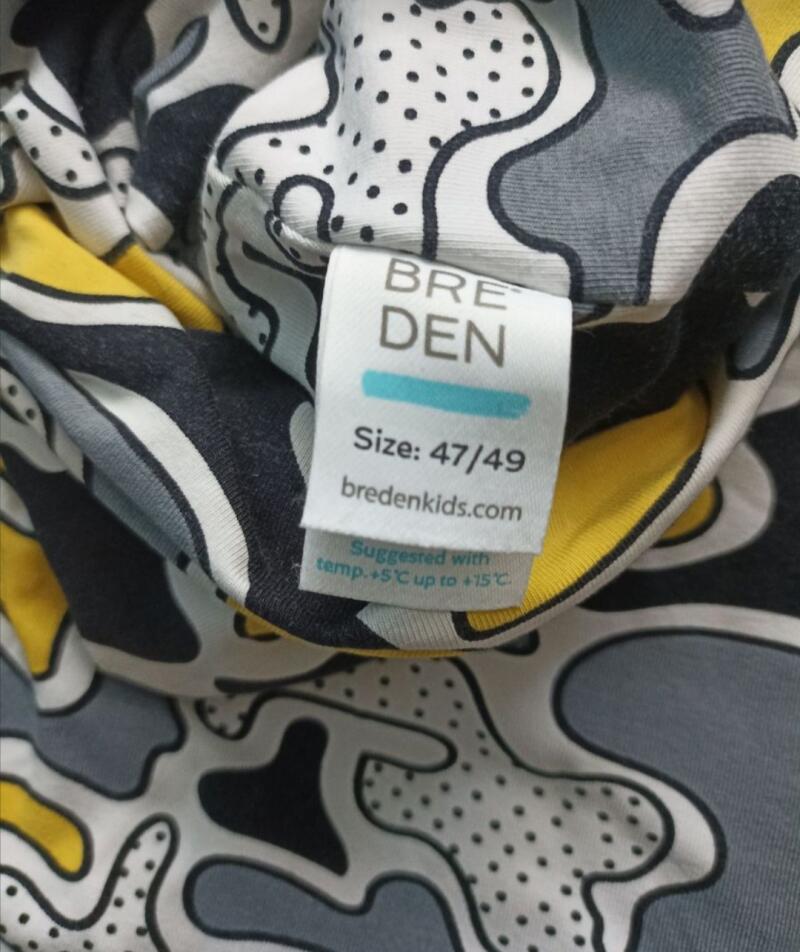 BRE
DEN
Size: 47/49
bredenkids.com
Suggested with
temp.+5°C up to +15°C